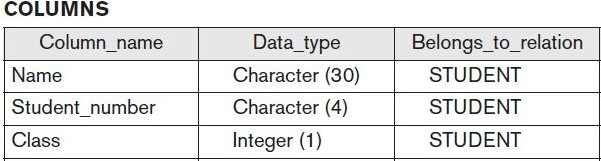 COLUMNS
Column_name Data_type Belongs_to_relation
Name Character (30) STUDENT
Student_number Character (4) STUDENT
Class Integer (1) STUDENT